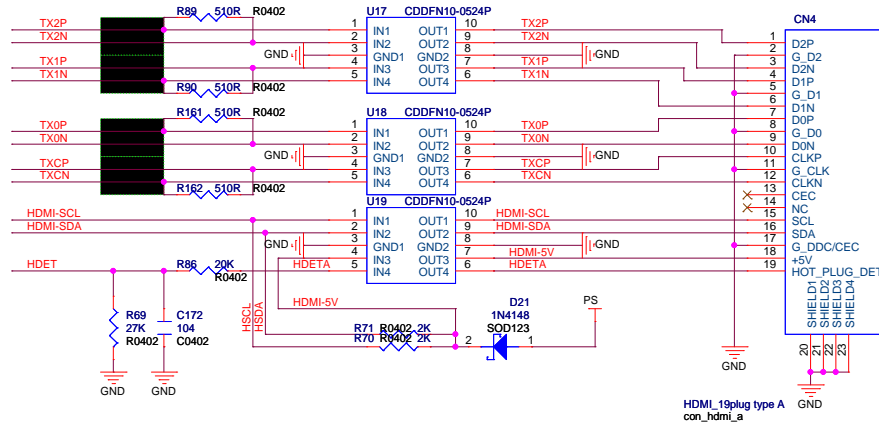 R89 510R R0402
U17 CDDFN10-0524P
CN4
TX2P 1 IN1 OUT1 10 TX2P
TX2N 2 IN2 OUT2 9 TX2N
GND 3 GND1 GND2 8 GND
TX1P 4 IN3 OUT3 7 TX1P
TX1N 5 IN4 OUT4 6 TX1N
R90 510R R0402
R161 510R R0402
U18 CDDFN10-0524P
TX0P 1 IN1 OUT1 10 TX0P
TX0N 2 IN2 OUT2 9 TX0N
3 GND1 GND2 8 GND
GND
TXCP 4 IN3 OUT3 7 TXCP
TXCN 5 IN4 OUT4 6 TXCN
R162 510R R0402
U19 CDDFN10-0524P
HDMI-SCL 1 IN1 OUT1 10 HDMI-SCL
HDMI-SDA 2 IN2 OUT2 9 HDMI-SDA
GND 3 GND1 GND2 8 GND
4 IN3 OUT3 7 HDMI-5V
HDET R86 20K HDETA 5 IN4 OUT4 6 HDETA
R0402
1 D2P
2 G_D2
3 D2N
4 D1P
5 G_D1
6 D1N
7 D0P
8 G_D0
9 D0N
10 CLKP
11 G_CLK
12 CLKN
13 CEC
14 NC
15 SCL
16 SDA
17 G_DDC/CEC
18 +5V
19 HOT_PLUG_DET
SHIELD1
SHIELD2
SHIELD3
SHIELD4
20
21
22
23
HSCL
HSDA
HDMI-5V
R69
27K
R0402
C172
104
C0402
R71 R0402 2K
R70 R0402 2K
D21
1N4148
SOD123
2 1
PS
GND GND
GND
GND
HDMI_19plug type A
con_hdmi_a